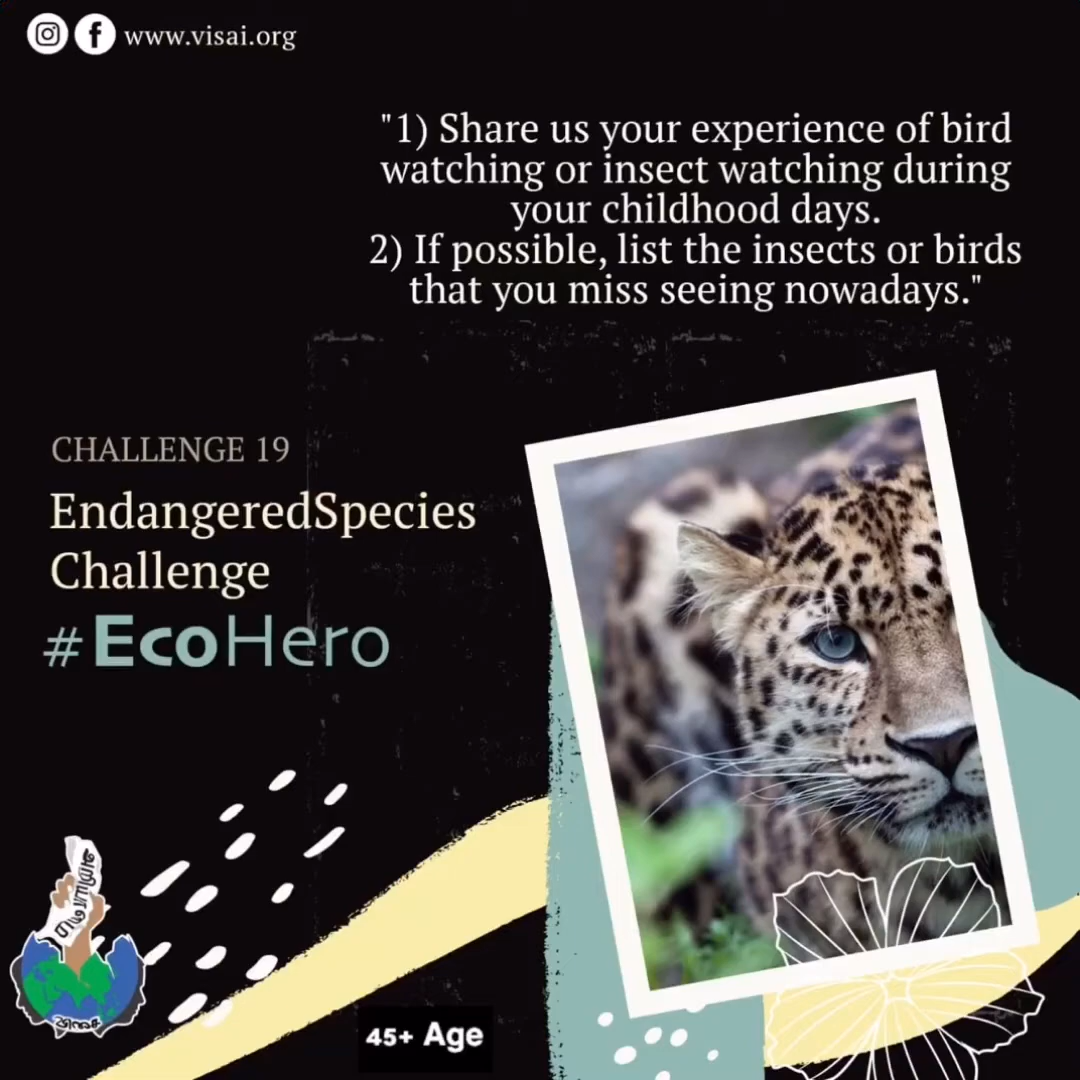 www.visai.org
"1) Share us your experience of bird
watching or insect watching during
your childhood days.
2) If possible, list the insects or birds
that you miss seeing nowadays."
CHALLENGE 19
EndangeredSpecies
Challenge
#EcoHero
45+ Age